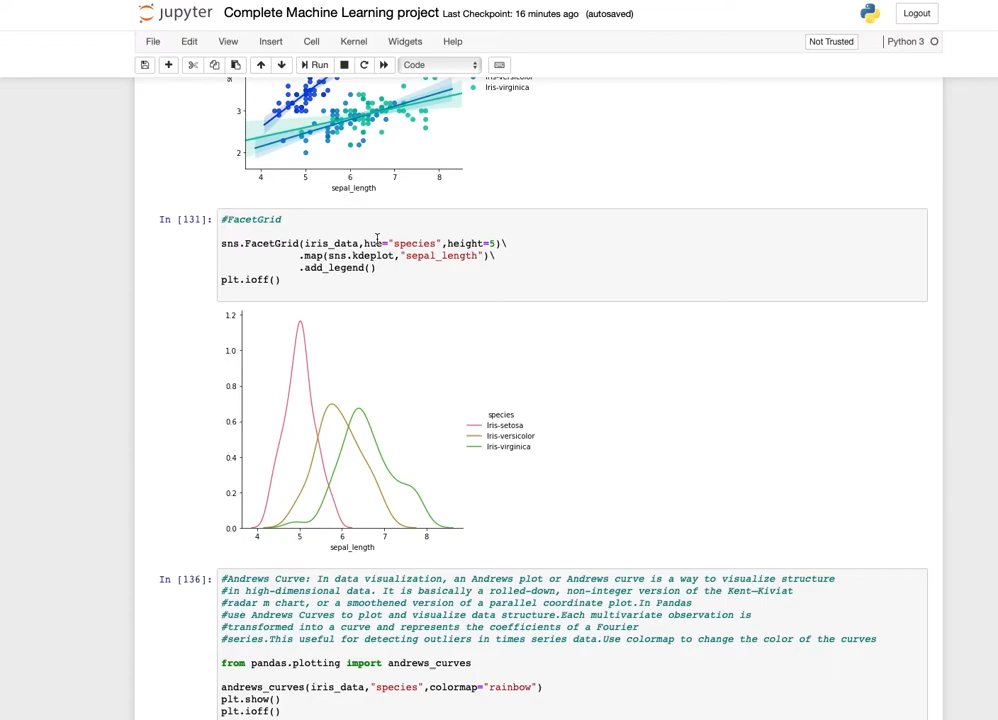 jupyter Complete Machine Learning project Last Checkpoint: 16 minutes ago (autosaved)
Logout
File Edit View Insert Cell Kernel Widgets Help
Not Trusted
Python 3
Run
Code
Iris-versicolor
Iris-virginica
3
2
4 5 6 7 8
sepal_length
In [131]:
#FacetGrid
sns.FacetGrid(iris_data,hue="species",height=5)\
.map(sns.kdeplot,"sepal_length")\
.add_legend()
plt.ioff()
1.2
1.0
0.8
0.6
0.4
0.2
0.0
4 5 6 7 8
sepal_length
species
Iris-setosa
Iris-versicolor
Iris-virginica
In [136]:
#Andrews Curve: In data visualization, an Andrews plot or Andrews curve is a way to visualize structure
#in high-dimensional data. It is basically a rolled-down, non-integer version of the Kent—Kiviat
#radar m chart, or a smoothened version of a parallel coordinate plot.In Pandas
#use Andrews Curves to plot and visualize data structure.Each multivariate observation is
#transformed into a curve and represents the coefficients of a Fourier
#series.This useful for detecting outliers in times series data.Use colormap to change the color of the curves
from pandas.plotting import andrews_curves
andrews_curves(iris_data,"species",colormap="rainbow")
plt.show()
plt.ioff()